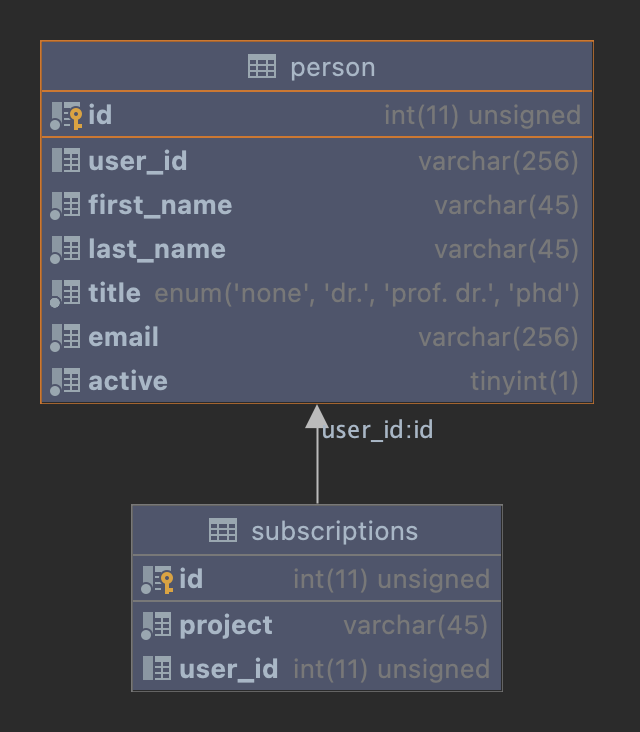 person
id int(11) unsigned
user_id varchar(256)
first_name varchar(45)
last_name varchar(45)
title enum('none', 'dr.', 'prof. dr.', 'phd')
email varchar(256)
active tinyint(1)
user_id:id
subscriptions
id int(11) unsigned
project varchar(45)
user_id int(11) unsigned